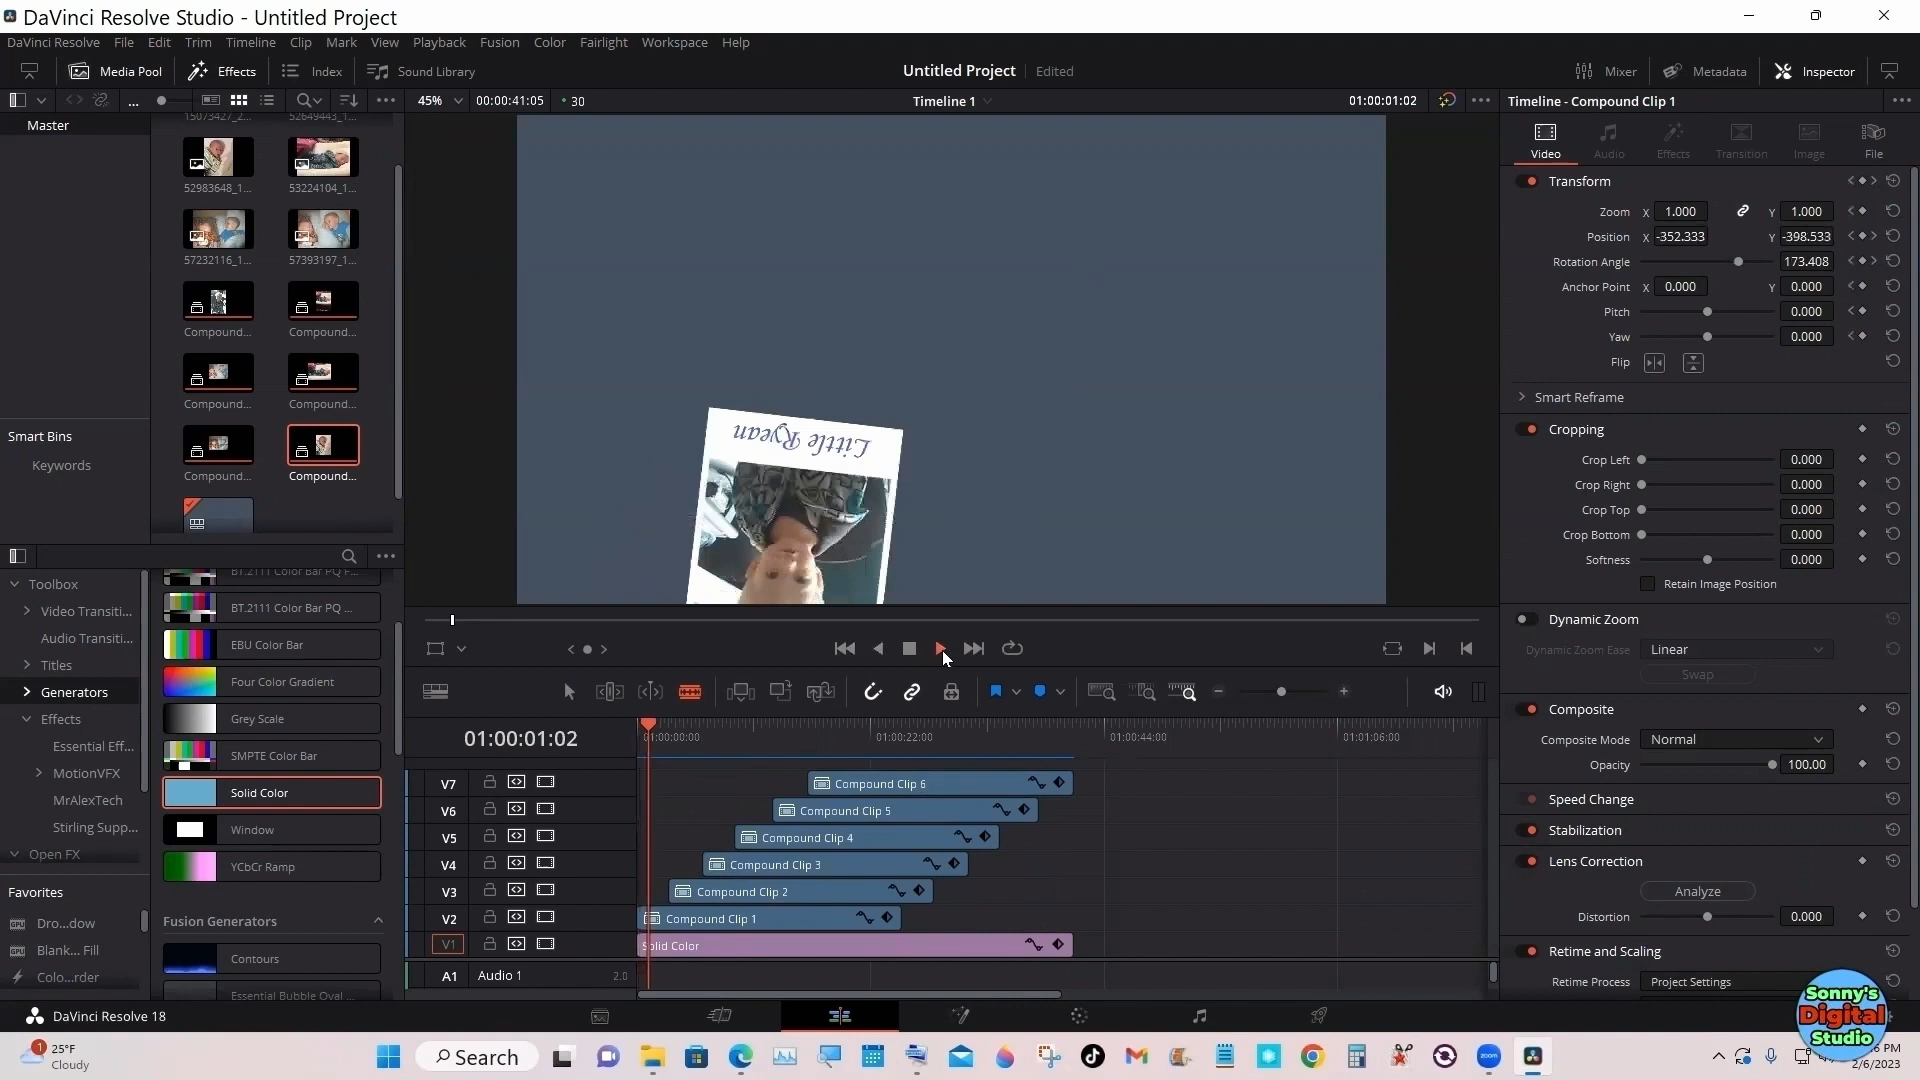 DaVinci Resolve Studio - Untitled Project
DaVinci Resolve File Edit Trim Timeline Clip Mark View Playback Fusion Color Fairlight Workspace Help
Media Pool Effects Index Sound Library Untitled Project Edited Mixer Metadata Inspector
... 45% 00:00:41:05 30 Timeline 1 01:00:01:02 Timeline - Compound Clip 1
Master
15073427_2... 52649443_1...
52983648_1... 53224104_1...
57232116_1... 57393197_1...
Compound... Compound...
Compound... Compound...
Compound... Compound...
Smart Bins
Keywords
Little Ryean
Video Audio Effects Transition Image File
Transform
Zoom X 1.000 Y 1.000
Position X -352.333 Y -398.533
Rotation Angle 173.408
Anchor Point X 0.000 Y 0.000
Pitch 0.000
Yaw 0.000
Flip
Smart Reframe
Cropping
Crop Left 0.000
Crop Right 0.000
Crop Top 0.000
Crop Bottom 0.000
Softness 0.000
Retain Image Position
Dynamic Zoom
Dynamic Zoom Ease Linear
Swap
Composite
Composite Mode Normal
Opacity 100.00
Speed Change
Stabilization
Lens Correction
Analyze
Distortion 0.000
Retime and Scaling
Retime Process Project Settings
Toolbox
Video Transiti...
Audio Transiti...
Titles
Generators
Effects
Essential Eff...
MotionVFX
MrAlexTech
Stirling Supp...
Open FX
Favorites
Dro...dow
Blank... Fill
Colo...rder
BT.2111 Color Bar PQ F...
BT.2111 Color Bar PQ ...
EBU Color Bar
Four Color Gradient
Grey Scale
SMPTE Color Bar
Solid Color
Window
YCbCr Ramp
Fusion Generators
Contours
Essential Bubble Oval ...
01:00:01:02
01:00:00:00 01:00:22:00 01:00:44:00 01:01:06:00
V7 Compound Clip 6
V6 Compound Clip 5
V5 Compound Clip 4
V4 Compound Clip 3
V3 Compound Clip 2
V2 Compound Clip 1
V1 Solid Color
A1 Audio 1 2.0
DaVinci Resolve 18
Sonny's
Digital
Studio
1
25°F
Cloudy
Search
zoom
PM
2/6/2023